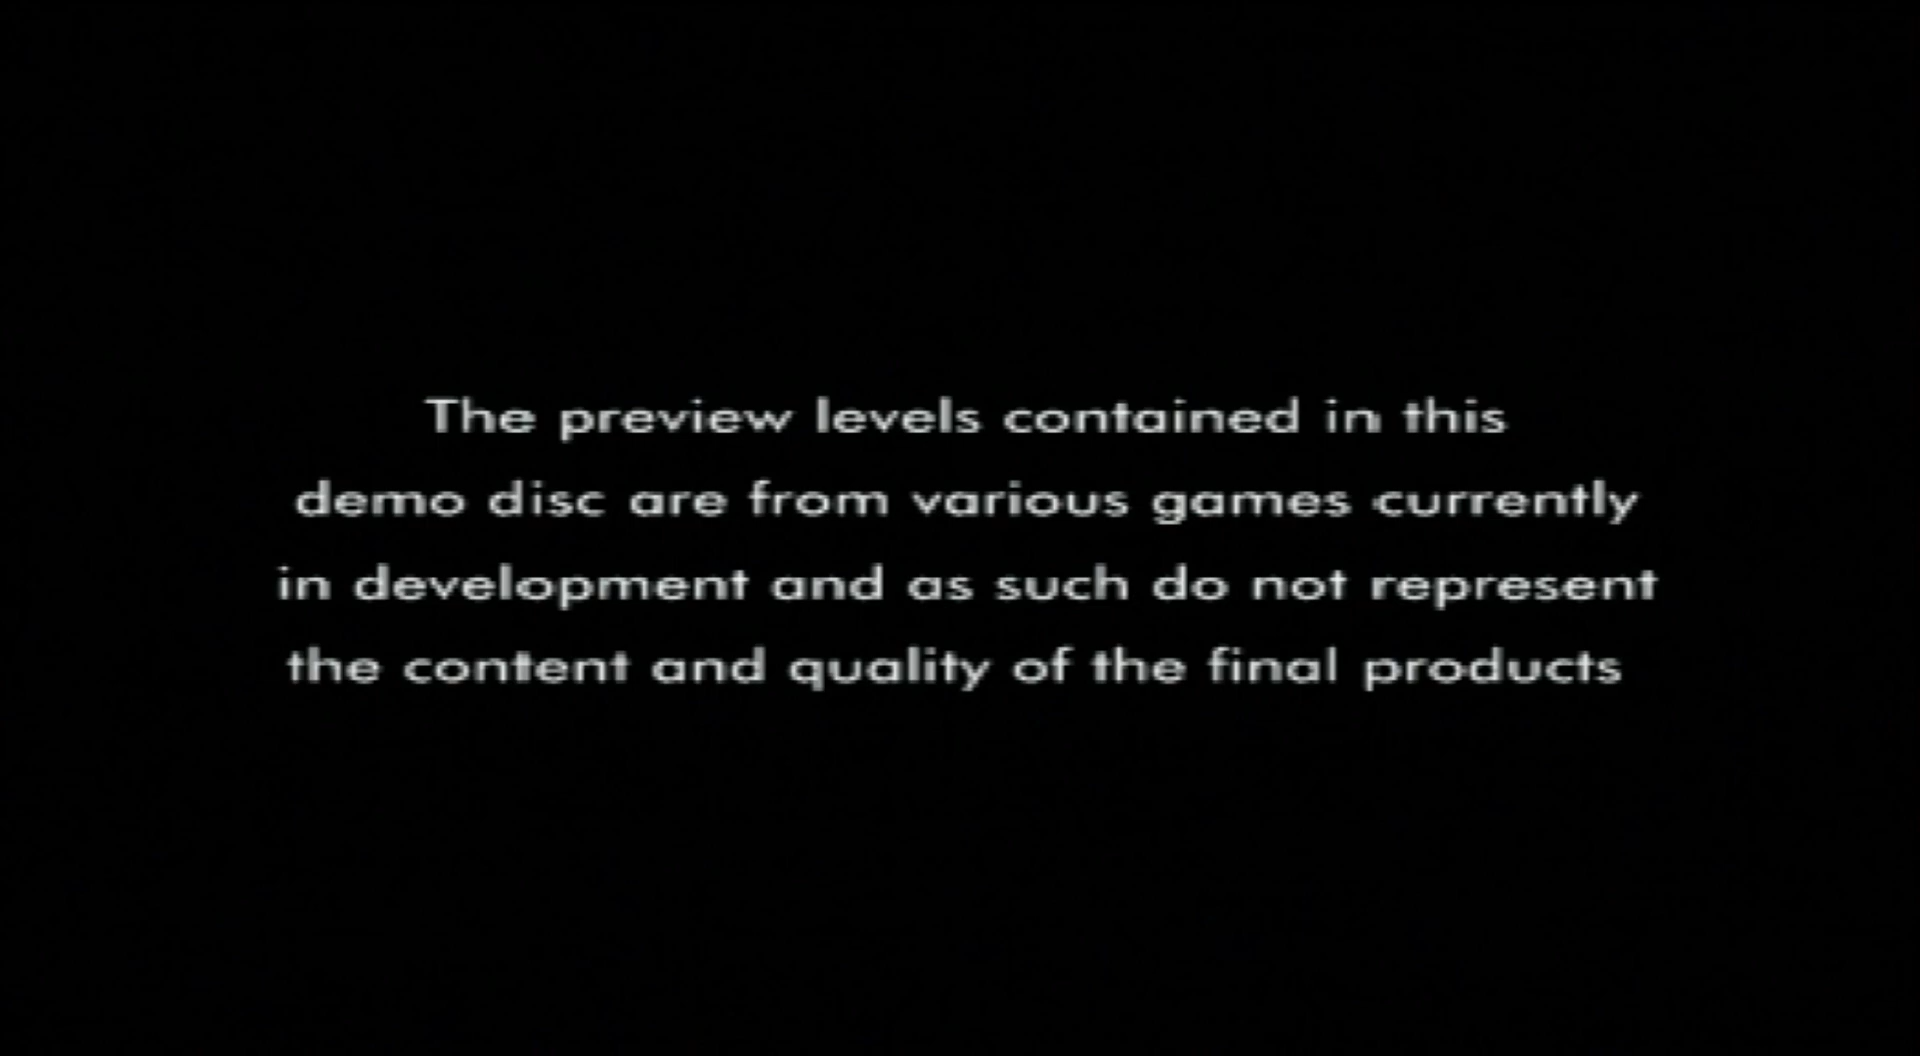 The preview levels contained in this
demo disc are from various games currently
in development and as such do not represent
the content and quality of the final products